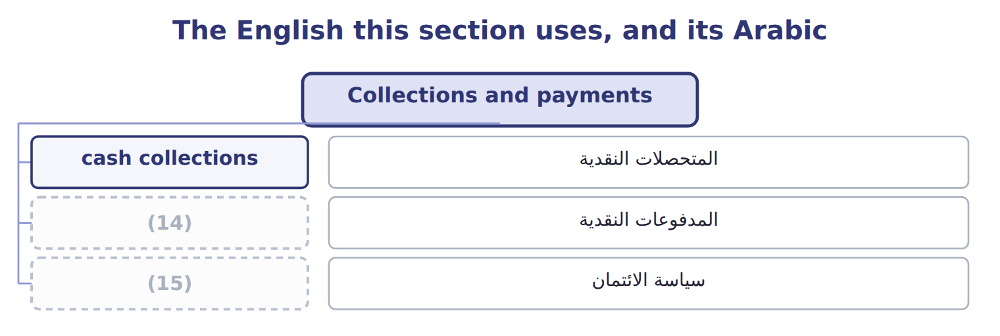 The English this section uses, and its Arabic
Collections and payments
cash collections
المتحصلات النقدية
(14)
المدفوعات النقدية
(15)
سياسة الائتمان